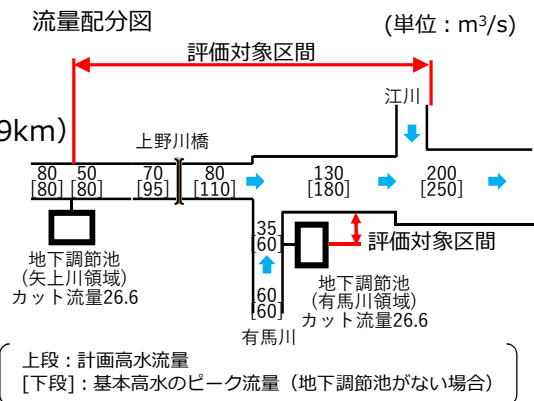 流量配分図
(単位：m³/s)
評価対象区間
9km）
江川
上野川橋
80 50 70 80 130 200
[80] [80] [95] [110] [180] [250]
35
[60]
評価対象区間
地下調節池
(矢上川領域)
カット流量26.6
地下調節池
(有馬川領域)
カット流量26.6
60
[60]
有馬川
上段：計画高水流量
[下段]：基本高水のピーク流量（地下調節池がない場合）